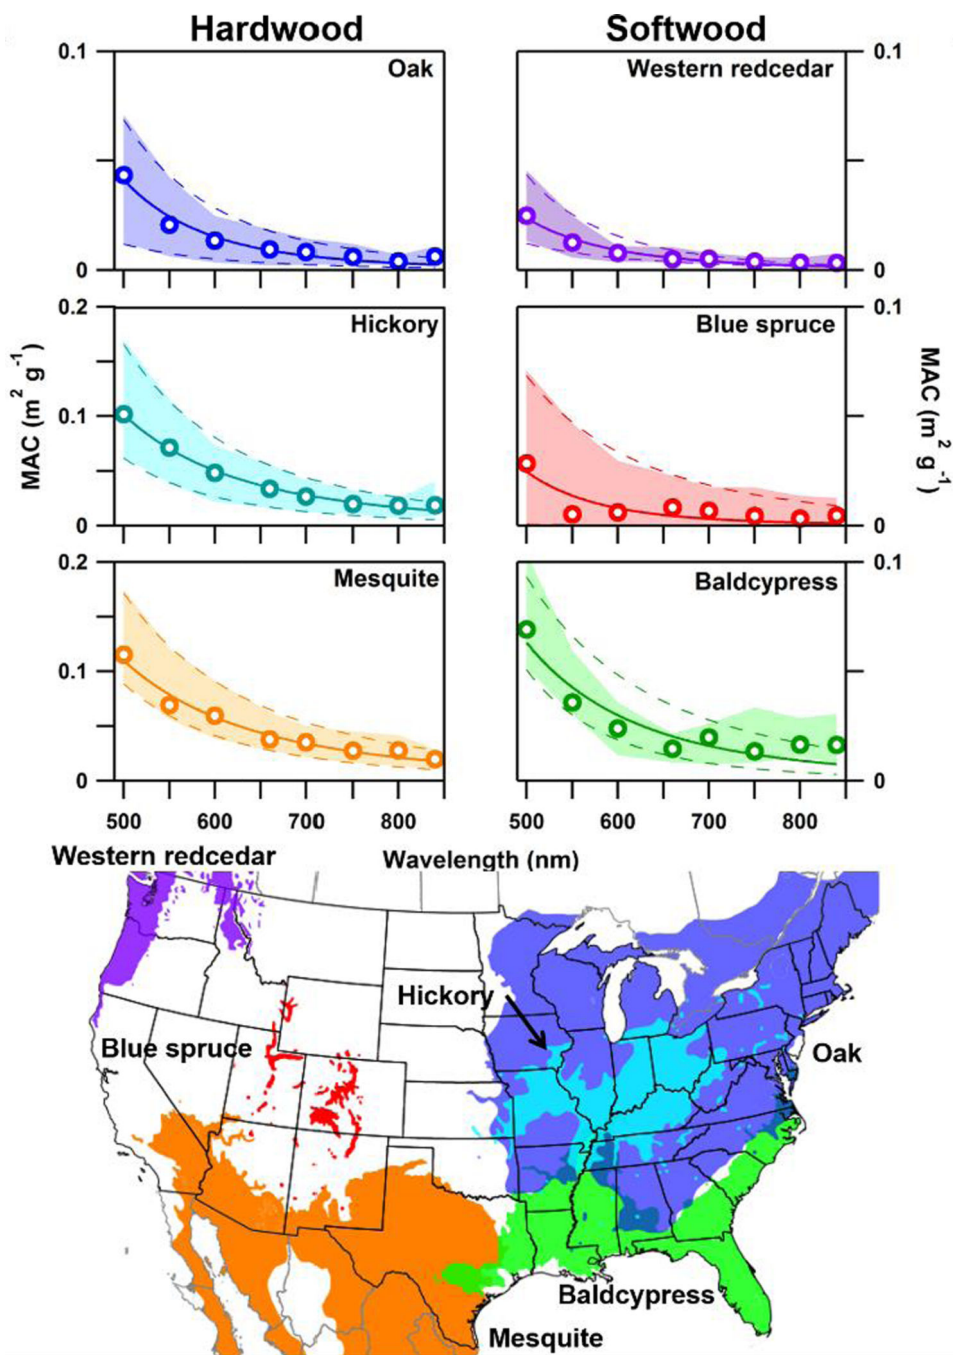 Hardwood
Softwood
0.1
Oak
0
Western redcedar
0.1
0
0.2
Hickory
0.1
0
Blue spruce
0.1
0
MAC (m2 g-1)
MAC (m2 g-1)
0.2
Mesquite
0.1
0
Baldcypress
0.1
0
500 600 700 800
500 600 700 800
Wavelength (nm)
Western redcedar
Hickory
Blue spruce
Oak
Baldcypress
Mesquite